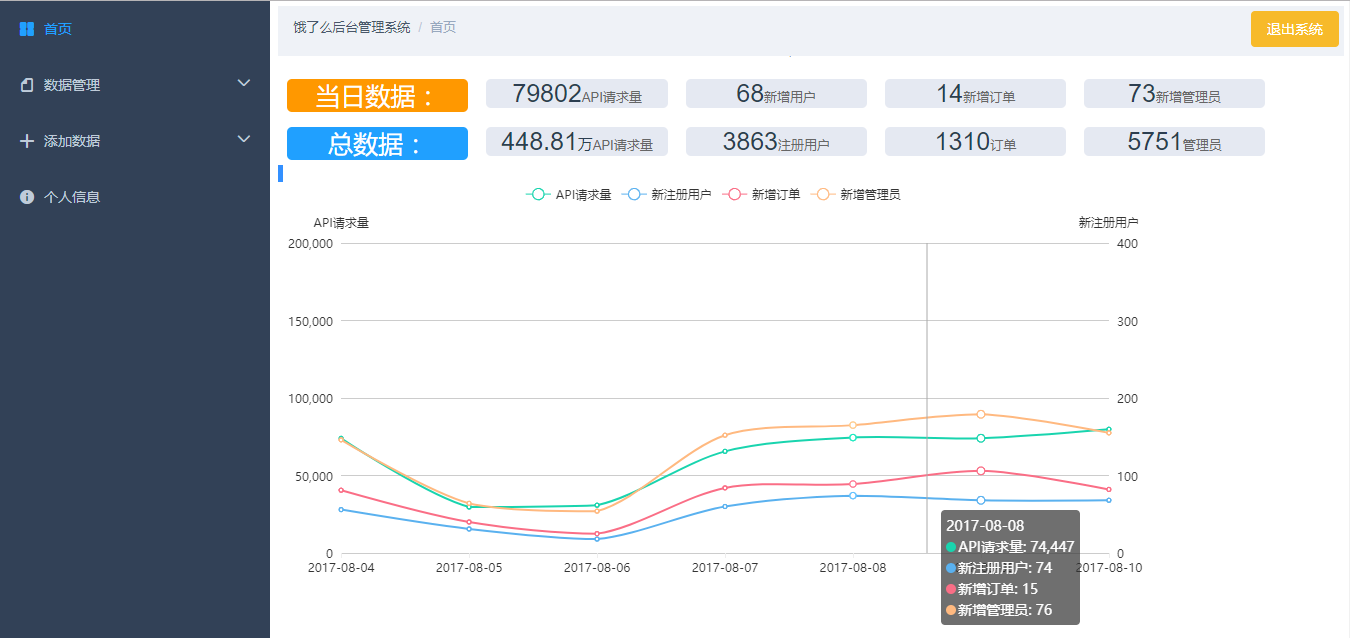 首页
数据管理
添加数据
个人信息
饿了么后台管理系统 / 首页
退出系统
当日数据： 79802API请求量 68新增用户 14新增订单 73新增管理员
总数据： 448.81万API请求量 3863注册用户 1310订单 5751管理员
API请求量 新注册用户 新增订单 新增管理员
API请求量 新注册用户
200,000 400
150,000 300
100,000 200
50,000 100
0 0
2017-08-04 2017-08-05 2017-08-06 2017-08-07 2017-08-08 2017-08-10
2017-08-08
API请求量: 74,447
新注册用户: 74
新增订单: 15
新增管理员: 76